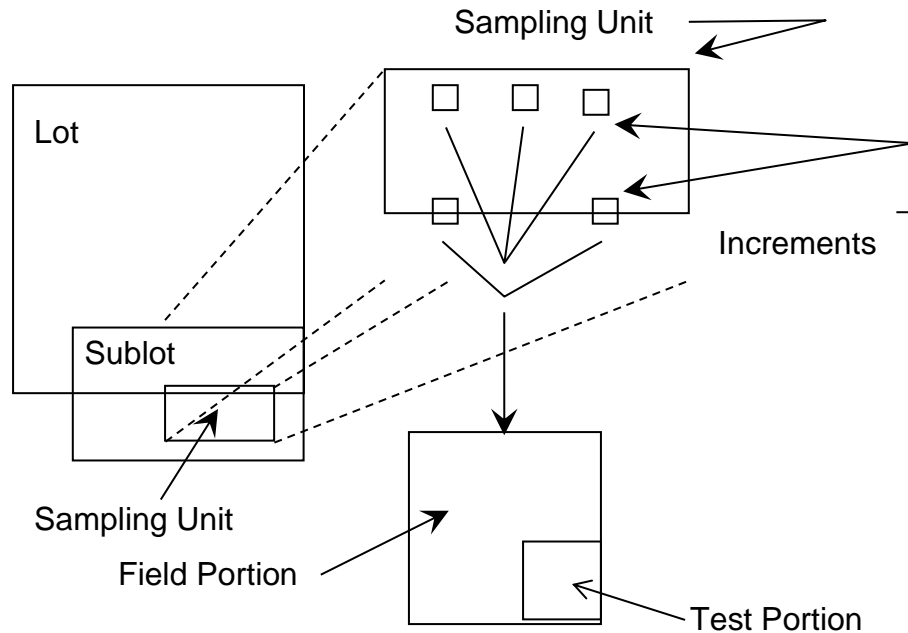 Sampling Unit
Lot
Increments
Sublot
Sampling Unit
Field Portion
Test Portion